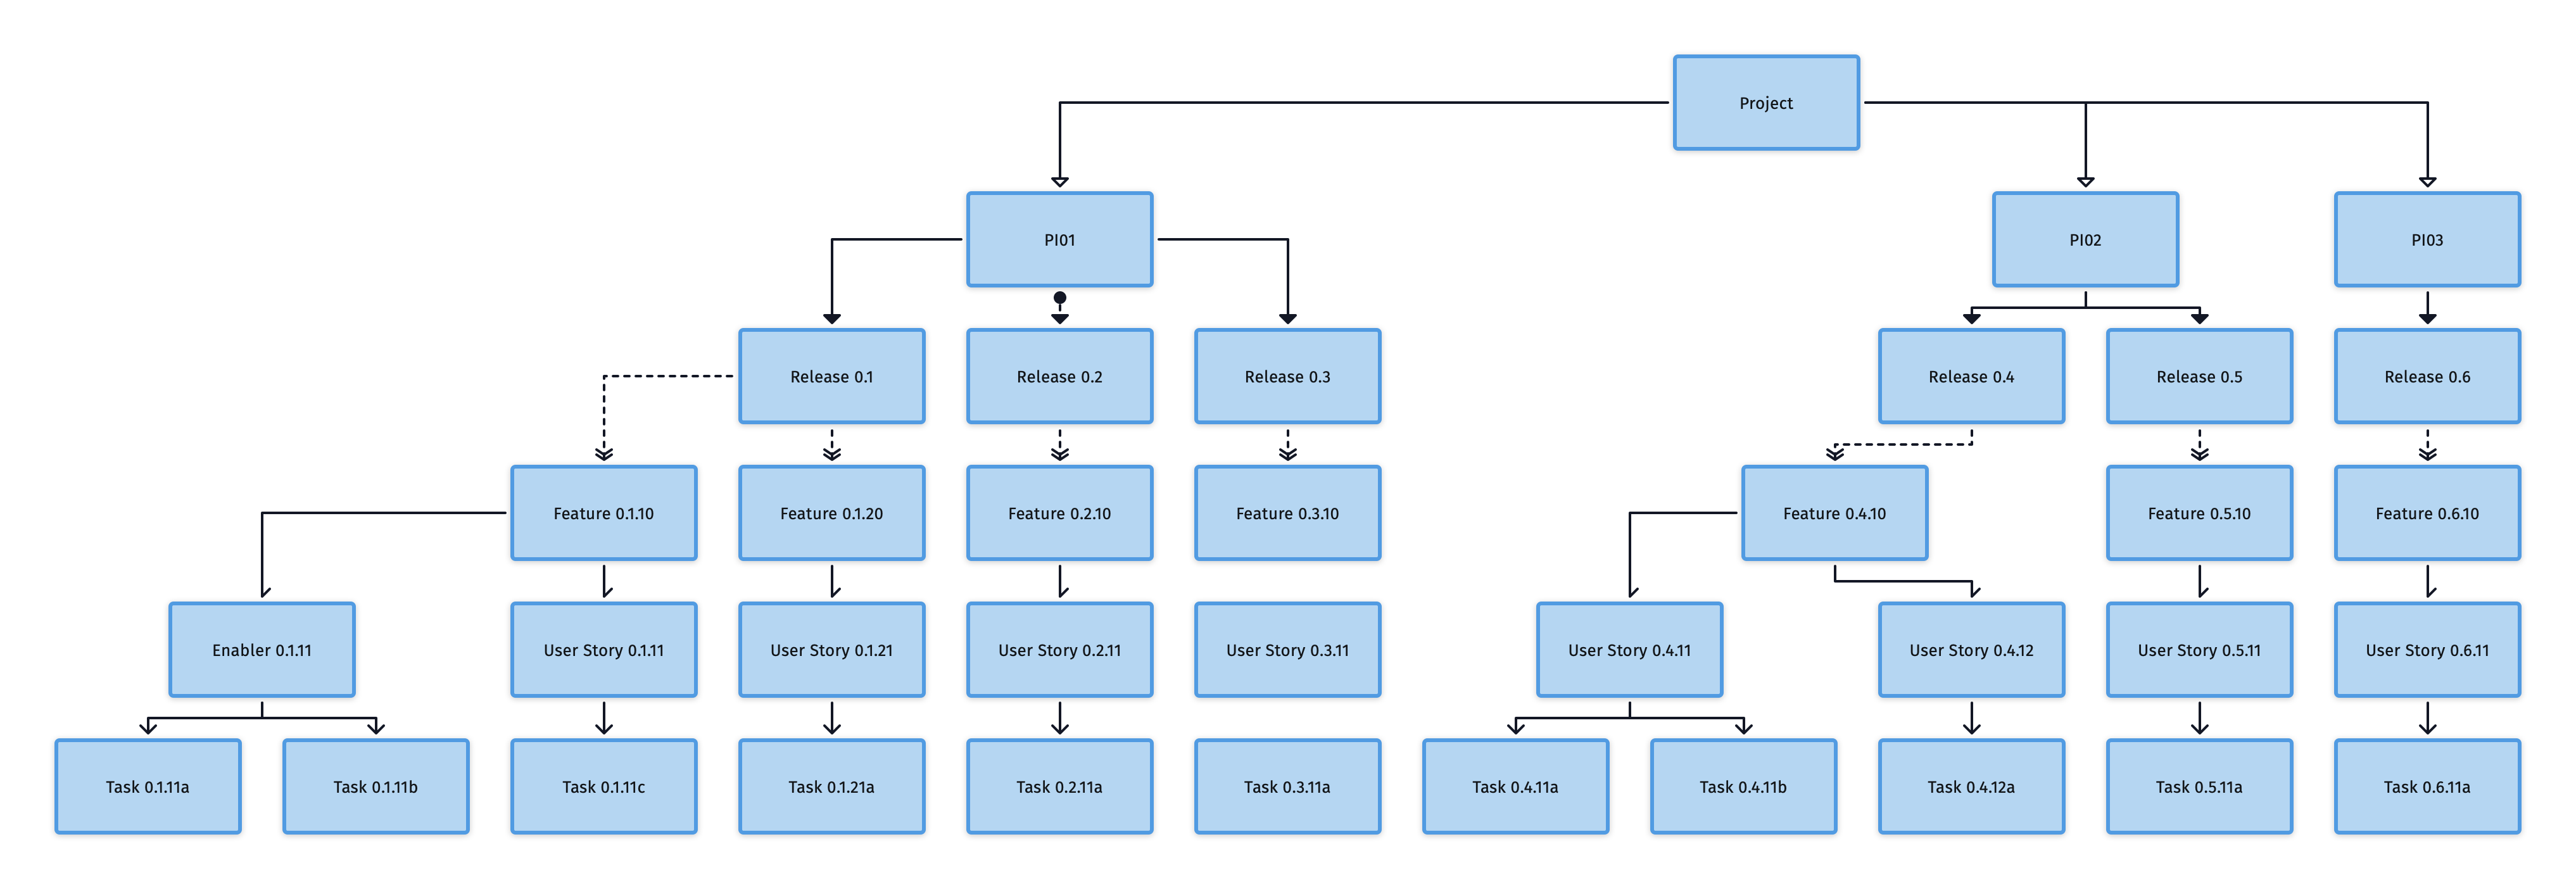 Project
PI01
PI02
PI03
Release 0.1
Release 0.2
Release 0.3
Release 0.4
Release 0.5
Release 0.6
Feature 0.1.10
Feature 0.1.20
Feature 0.2.10
Feature 0.3.10
Feature 0.4.10
Feature 0.5.10
Feature 0.6.10
Enabler 0.1.11
User Story 0.1.11
User Story 0.1.21
User Story 0.2.11
User Story 0.3.11
User Story 0.4.11
User Story 0.4.12
User Story 0.5.11
User Story 0.6.11
Task 0.1.11a
Task 0.1.11b
Task 0.1.11c
Task 0.1.21a
Task 0.2.11a
Task 0.3.11a
Task 0.4.11a
Task 0.4.11b
Task 0.4.12a
Task 0.5.11a
Task 0.6.11a